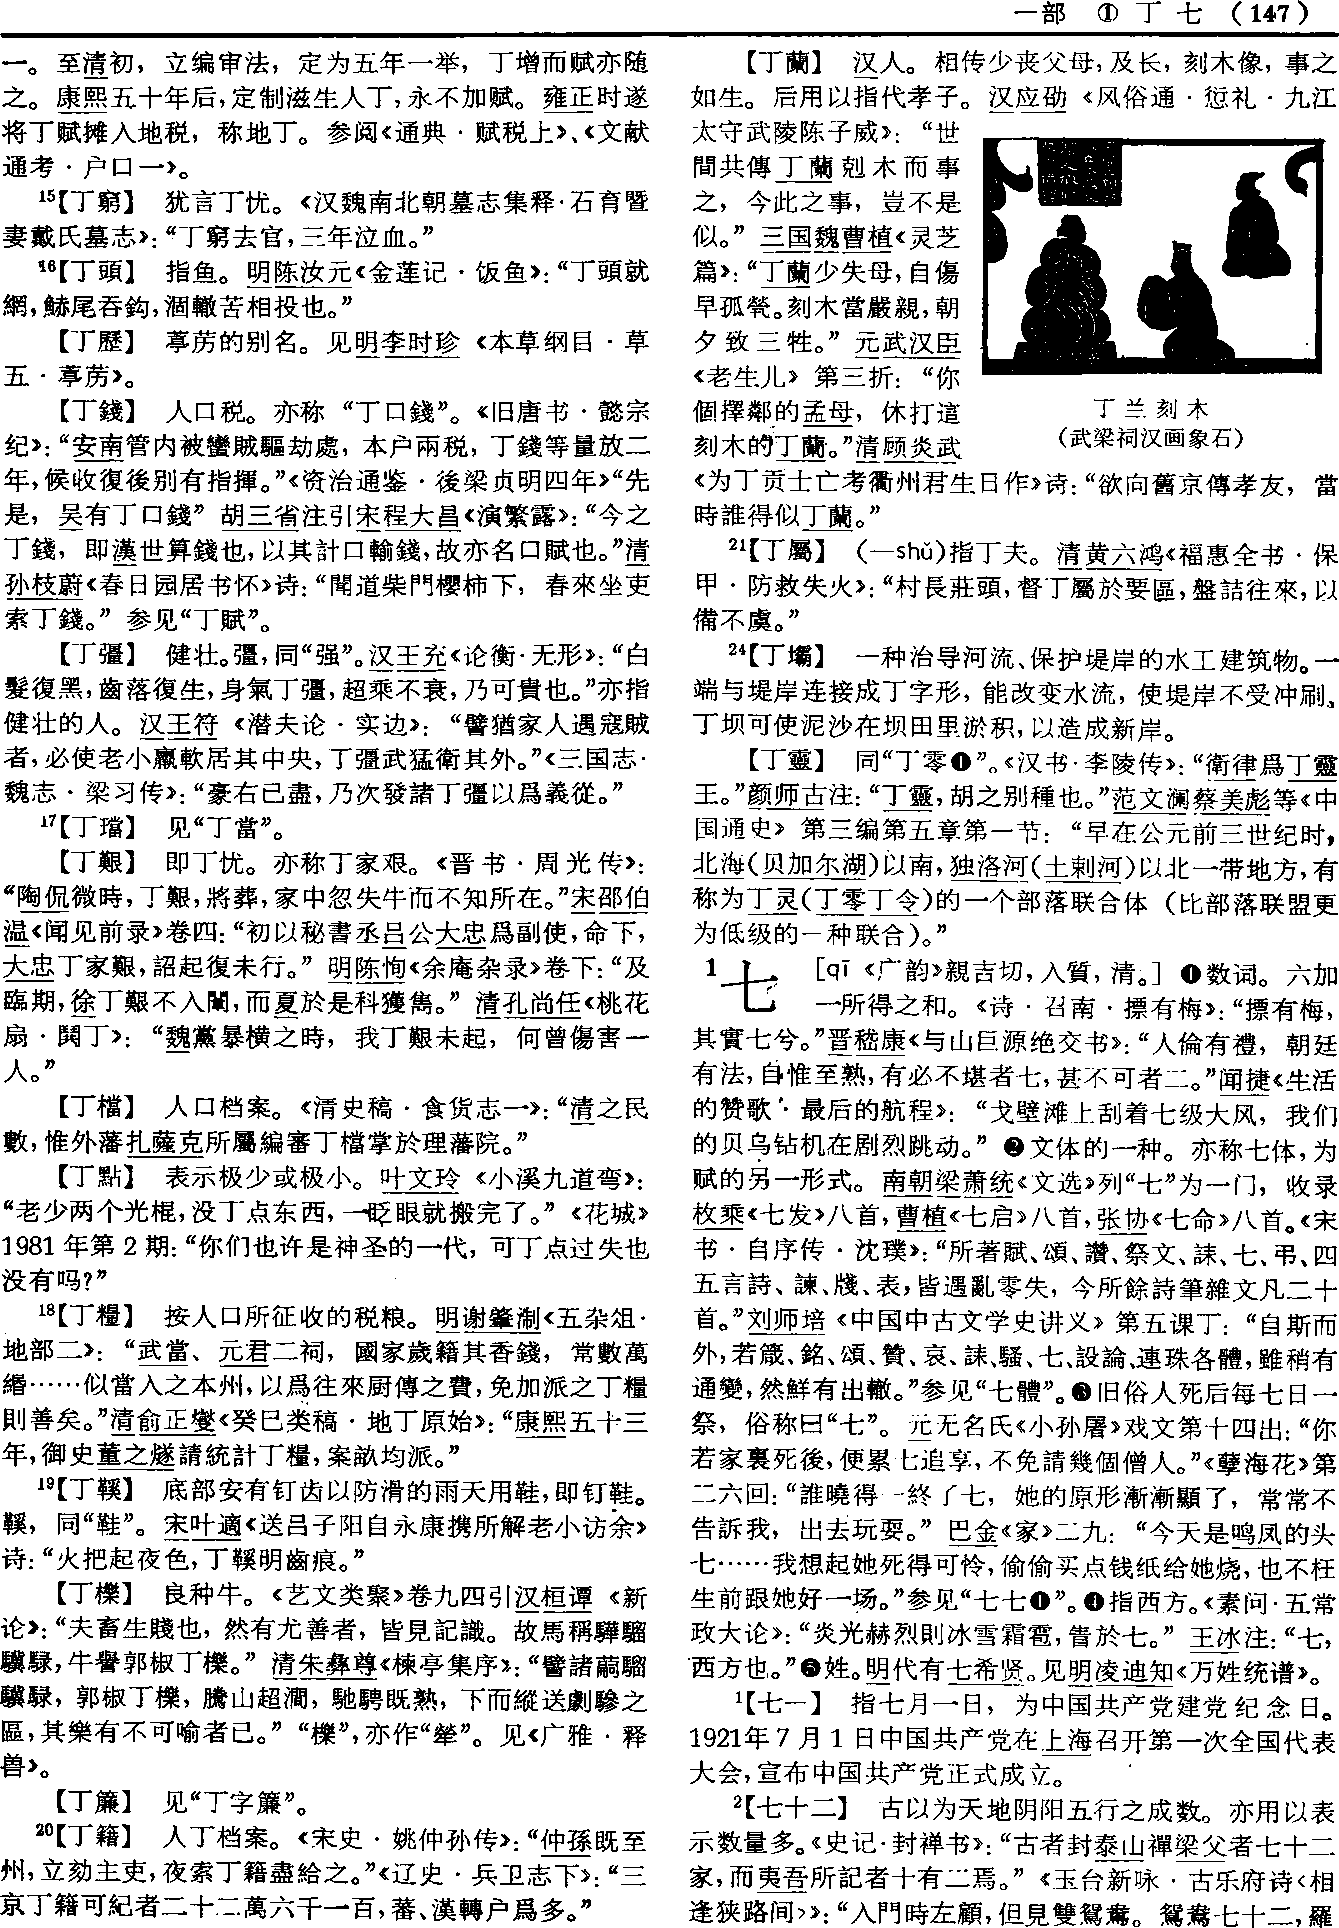 一部 ① 丁 七 （147）
一。至清初，立编审法，定为五年一举，丁增而赋亦随
之。康熙五十年后，定制滋生人丁，永不加赋。雍正时遂
将丁赋摊入地税，称地丁。参阅《通典·赋税上》、《文献
通考·户口一》。
15【丁窮】 犹言丁忧。《汉魏南北朝墓志集释·石育暨
妻戴氏墓志》：“丁窮去官，三年泣血。”
16【丁頭】 指鱼。明陈汝元《金莲记·饭鱼》：“丁頭就
網，鯚尾吞鈎，涸轍苦相投也。”
【丁歷】 葶苈的别名。见明李时珍《本草纲目·草
五·葶苈》。
【丁錢】 人口税。亦称“丁口錢”。《旧唐书·懿宗
纪》：“安南管内被蠻賊驅劫處，本户兩税，丁錢等量放二
年，候收復後别有指揮。”《资治通鉴·後梁贞明四年》“先
是，吴有丁口錢”胡三省注引宋程大昌《演繁露》：“今之
丁錢，即漢世算錢也，以其計口輸錢，故亦名口賦也。”清
孙枝蔚《春日园居书怀》诗：“聞道柴門櫻柿下，春來坐吏
索丁錢。”参见“丁賦”。
【丁彊】 健壮。彊，同“强”。汉王充《论衡·无形》：“白
髮復黑，齒落復生，身氣丁彊，超乘不衰，乃可貴也。”亦指
健壮的人。汉王符《潜夫论·实边》：“譬猶家人遇寇賊
者，必使老小羸軟居其中央，丁彊武猛衛其外。”《三国志·
魏志·梁习传》：“豪右已盡，乃次發諸丁彊以爲義從。”
17【丁璫】 见“丁當”。
【丁艱】 即丁忧。亦称丁家艰。《晋书·周光传》：
“陶侃微時，丁艱，將葬，家中忽失牛而不知所在。”宋邵伯
温《闻见前录》卷四：“初以秘書丞吕公大忠爲副使，命下，
大忠丁家艱，詔起復未行。”明陈恂《余庵杂录》卷下：“及
臨期，徐丁艱不入闈，而夏於是科獲雋。”清孔尚任《桃花
扇·鬨丁》：“魏黨暴横之時，我丁艱未起，何曾傷害一
人。”
【丁檔】 人口档案。《清史稿·食货志一》：“清之民
數，惟外藩扎薩克所屬編審丁檔掌於理藩院。”
【丁點】 表示极少或极小。叶文玲《小溪九道弯》：
“老少两个光棍，没丁点东西，一眨眼就搬完了。”《花城》
1981年第2期：“你们也许是神圣的一代，可丁点过失也
没有吗？”
18【丁糧】 按人口所征收的税粮。明谢肇淛《五杂俎·
地部二》：“武當、元君二祠，國家歲籍其香錢，常數萬
緡……似當入之本州，以爲往來厨傳之費，免加派之丁糧
則善矣。”清俞正燮《癸巳类稿·地丁原始》：“康熙五十三
年，御史董之燧請統計丁糧，案畝均派。”
19【丁鞵】 底部安有钉齿以防滑的雨天用鞋，即钉鞋。
鞵，同“鞋”。宋叶適《送吕子阳自永康携所解老小访余》
诗：“火把起夜色，丁鞵明齒痕。”
【丁櫟】 良种牛。《艺文类聚》卷九四引汉桓谭《新
论》：“夫畜生賤也，然有尤善者，皆見記識。故馬稱驊騮
驥騄，牛譽郭椒丁櫟。”清朱彝尊《楝亭集序》：“譬諸騧騮
驥騄，郭椒丁櫟，騰山超澗，馳騁既熟，下而縱送劇驂之
區，其樂有不可喻者已。”“櫟”，亦作“犖”。见《广雅·释
兽》。
【丁簾】 见“丁字簾”。
20【丁籍】 人丁档案。《宋史·姚仲孙传》：“仲孫既至
州，立劾主吏，夜索丁籍盡給之。”《辽史·兵卫志下》：“三
京丁籍可紀者二十二萬六千一百，蕃、漢轉户爲多。”
【丁蘭】 汉人。相传少丧父母，及长，刻木像，事之
如生。后用以指代孝子。汉应劭《风俗通·愆礼·九江
太守武陵陈子威》：“世
間共傳丁蘭剋木而事
之，今此之事，豈不是
似。”三国魏曹植《灵芝
篇》：“丁蘭少失母，自傷
早孤煢。刻木當嚴親，朝
夕致三牲。”元武汉臣
《老生儿》第三折：“你
個擇鄰的孟母，休打這
刻木的丁蘭。”清顾炎武
丁兰刻木
（武梁祠汉画象石）
《为丁贡士亡考衢州君生日作》诗：“欲向舊京傳孝友，當
時誰得似丁蘭。”
21【丁屬】 （—shǔ）指丁夫。清黄六鸿《福惠全书·保
甲·防救失火》：“村長莊頭，督丁屬於要區，盤詰往來，以
備不虞。”
24【丁壩】 一种治导河流、保护堤岸的水工建筑物。一
端与堤岸连接成丁字形，能改变水流，使堤岸不受冲刷。
丁坝可使泥沙在坝田里淤积，以造成新岸。
【丁靈】 同“丁零❶”。《汉书·李陵传》：“衛律爲丁靈
王。”颜师古注：“丁靈，胡之别種也。”范文澜蔡美彪等《中
国通史》第三编第五章第一节：“早在公元前三世纪时，
北海（贝加尔湖）以南，独洛河（土剌河）以北一带地方，有
称为丁灵（丁零丁令）的一个部落联合体（比部落联盟更
为低级的一种联合）。”
1七 ［qī《广韵》親吉切，入質，清。］❶数词。六加
一所得之和。《诗·召南·摽有梅》：“摽有梅，
其實七兮。”晋嵇康《与山巨源绝交书》：“人倫有禮，朝廷
有法，自惟至熟，有必不堪者七，甚不可者二。”闻捷《生活
的赞歌·最后的航程》：“戈壁滩上刮着七级大风，我们
的贝乌钻机在剧烈跳动。”❷文体的一种。亦称七体，为
赋的另一形式。南朝梁萧统《文选》列“七”为一门，收录
枚乘《七发》八首，曹植《七启》八首，张协《七命》八首。《宋
书·自序传·沈璞》：“所著賦、頌、讚、祭文、誄、七、弔、四
五言詩、諫、牋、表，皆遇亂零失，今所餘詩筆雜文凡二十
首。”刘师培《中国中古文学史讲义》第五课丁：“自斯而
外，若箴、銘、頌、贊、哀、誄、騷、七、設論、連珠各體，雖稍有
通變，然鮮有出轍。”参见“七體”。❸旧俗人死后每七日一
祭，俗称曰“七”。元无名氏《小孙屠》戏文第十四出：“你
若家裏死後，便累七追享，不免請幾個僧人。”《孽海花》第
二六回：“誰曉得一終了七，她的原形漸漸顯了，常常不
告訴我，出去玩耍。”巴金《家》二九：“今天是鸣凤的头
七……我想起她死得可怜，偷偷买点钱纸给她烧，也不枉
生前跟她好一场。”参见“七七❶”。❹指西方。《素问·五常
政大论》：“炎光赫烈則冰雪霜雹，眚於七。”王冰注：“七，
西方也。”❺姓。明代有七希贤。见明凌迪知《万姓统谱》。
1【七一】 指七月一日，为中国共产党建党纪念日。
1921年7月1日中国共产党在上海召开第一次全国代表
大会，宣布中国共产党正式成立。
2【七十二】 古以为天地阴阳五行之成数。亦用以表
示数量多。《史记·封禅书》：“古者封泰山禪梁父者七十二
家，而夷吾所記者十有二焉。”《玉台新咏·古乐府诗〈相
逢狭路间〉》：“入門時左顧，但見雙鴛鴦。鴛鴦七十二，羅